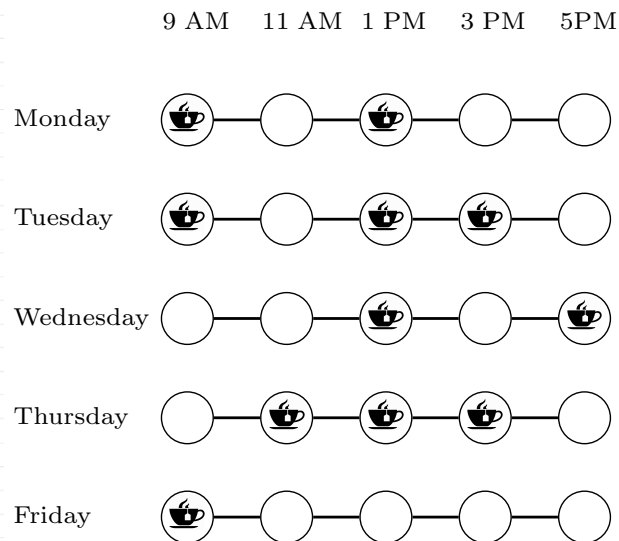 9 AM 11 AM 1 PM 3 PM 5PM
Monday
Tuesday
Wednesday
Thursday
Friday